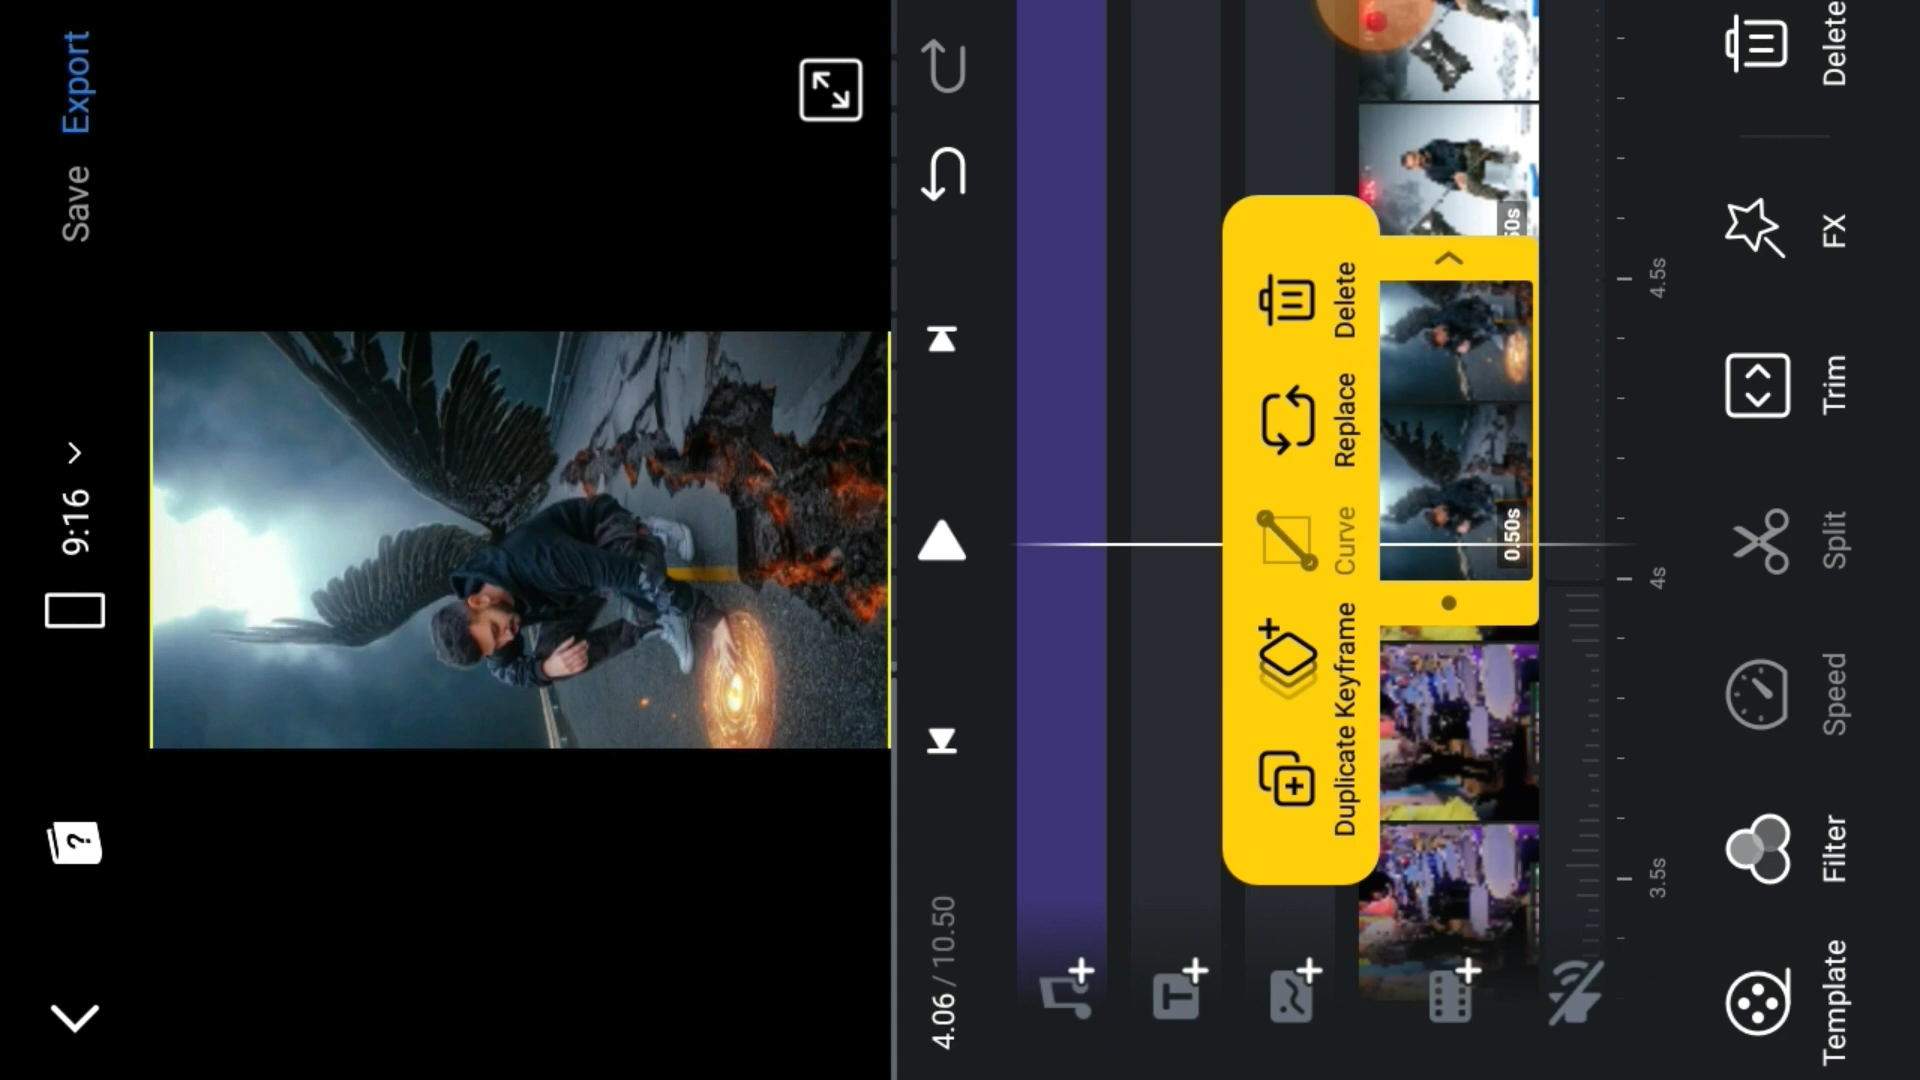 9:16
Save
Export
4.06 / 10.50
Duplicate
Keyframe
Curve
Replace
Delete
0.50s
50s
3.5s
4s
4.5s
Template
Filter
Speed
Split
Trim
FX
Delete